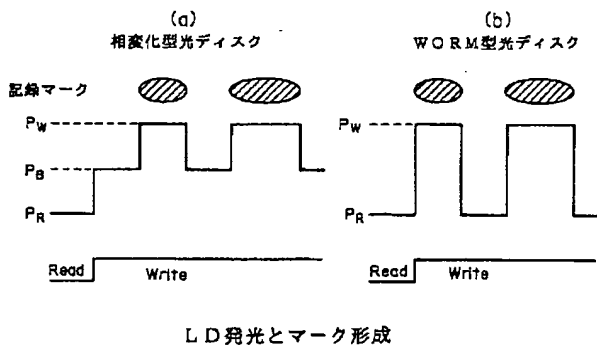 (a)
相変化型光ディスク
(b)
WORM型光ディスク
記録マーク
PW
PB
PR
Read
Write
PW
PR
Read
Write
LD発光とマーク形成